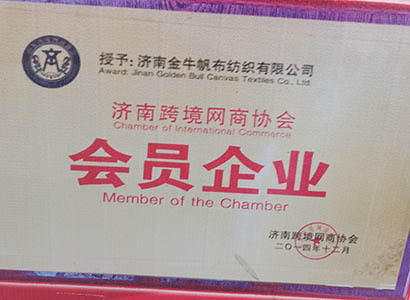 授予:济南金牛帆布纺织有限公司
Award: Jinan Golden Bull Canvas Textiles Co., Ltd.
济南跨境网商协会
Chamber of International Commerce
会员企业
Member of the Chamber
济南跨境网商协会
二〇一四年十二月